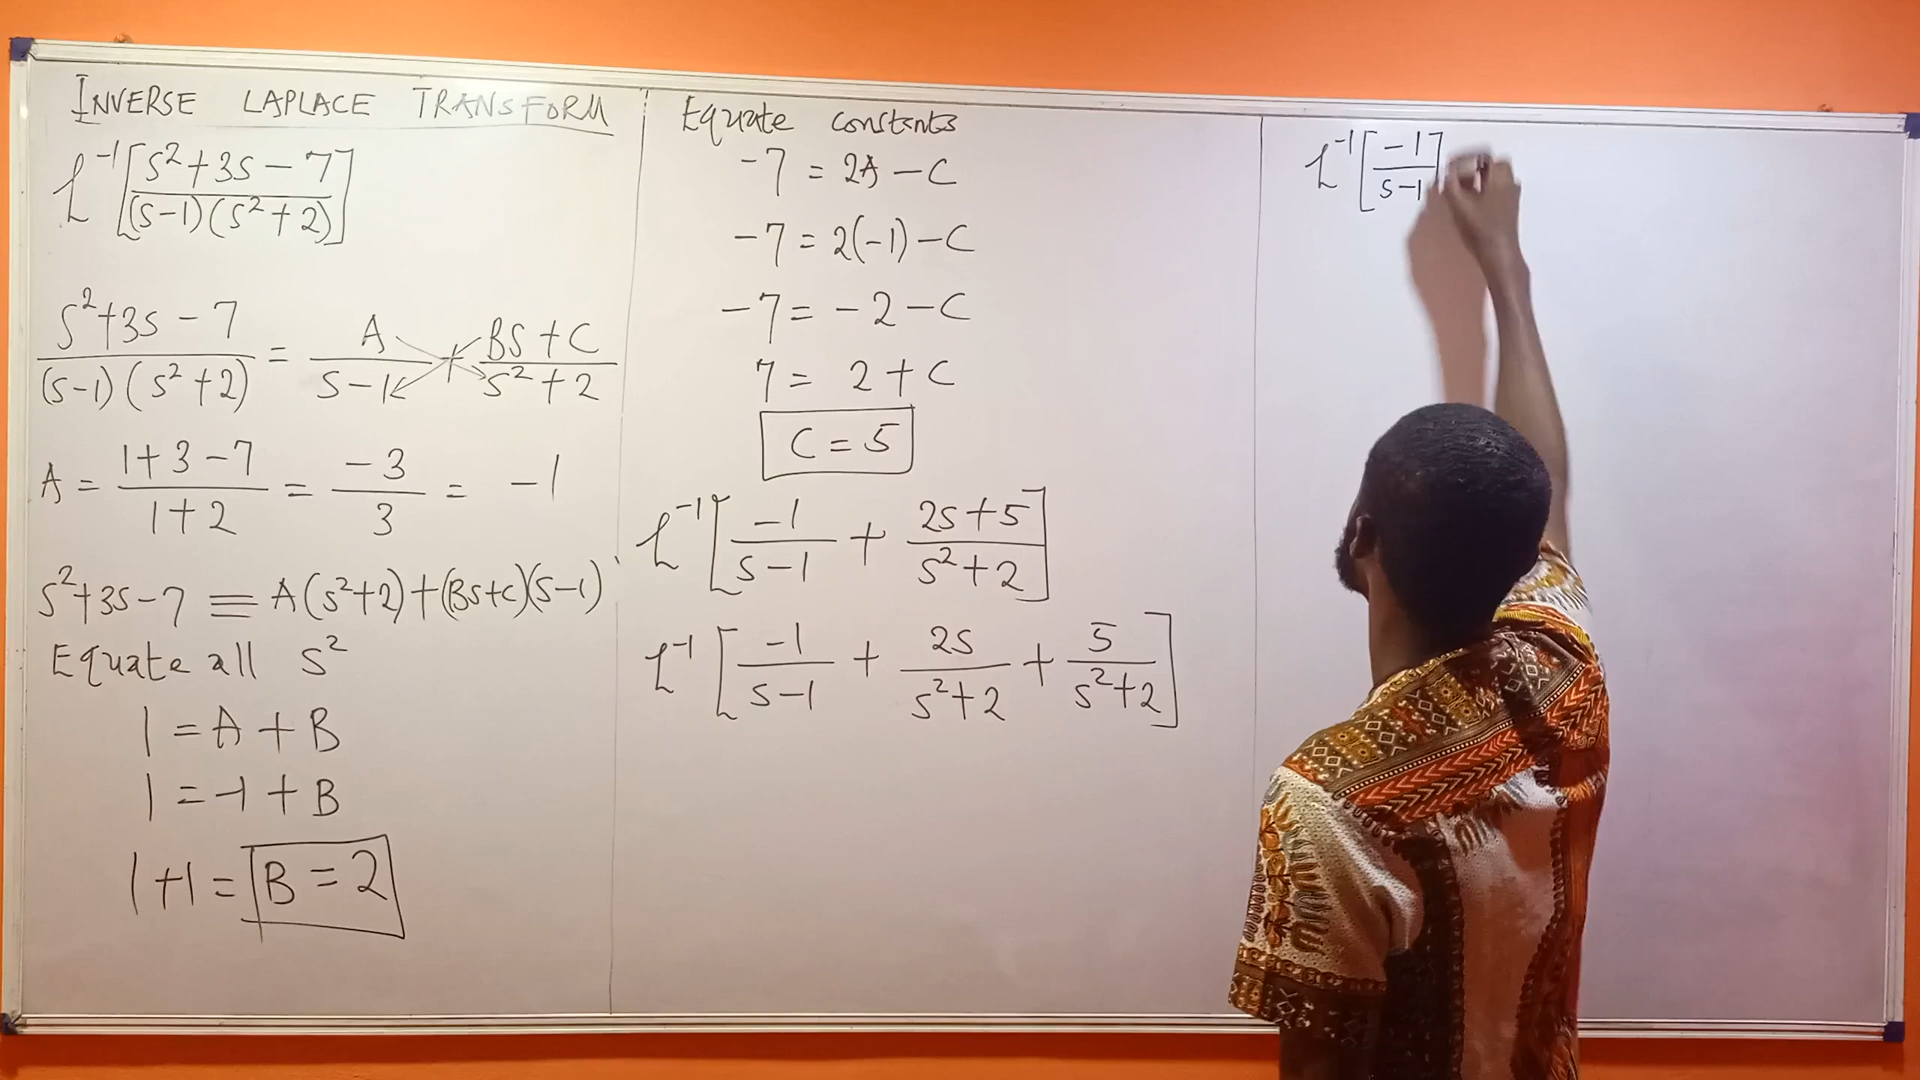 INVERSE LAPLACE TRANSFORM
L⁻¹[(s²+3s-7)/((s-1)(s²+2))]
(s²+3s-7)/((s-1)(s²+2)) = A/(s-1) + (Bs+C)/(s²+2)
A = (1+3-7)/(1+2) = -3/3 = -1
s²+3s-7 ≡ A(s²+2)+(Bs+C)(s-1)
Equate all s²
1 = A + B
1 = -1 + B
1+1 = B = 2
Equate constants
-7 = 2A - C
-7 = 2(-1) - C
-7 = -2 - C
7 = 2 + C
C = 5
L⁻¹[-1/(s-1) + (2s+5)/(s²+2)]
L⁻¹[-1/(s-1) + 2s/(s²+2) + 5/(s²+2)]
L⁻¹[-1/(s-1)]